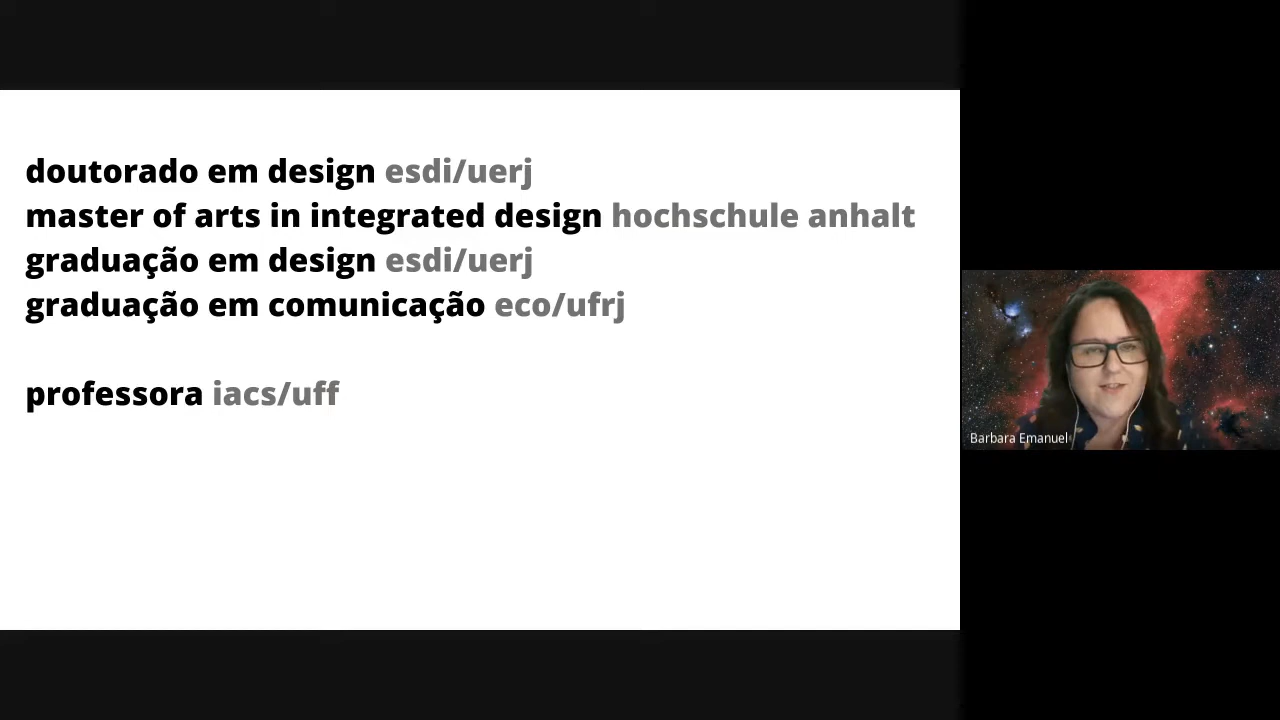 doutorado em design esdi/uerj
master of arts in integrated design hochschule anhalt
graduação em design esdi/uerj
graduação em comunicação eco/ufrj
professora iacs/uff
Barbara Emanuel